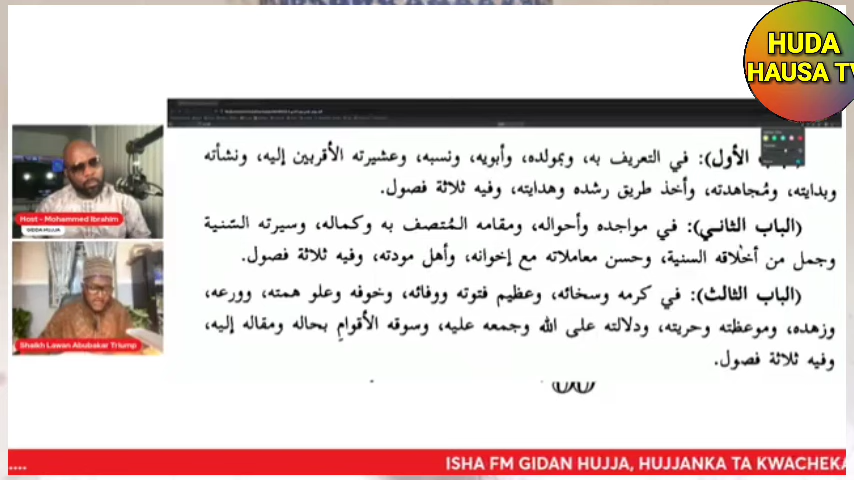 HUDA
HAUSA TV
الأول): في التعريف به، وبمولده، وأبويه، ونسبه، وعشيرته الأقربين إليه، ونشأته
وبدايته، ومُجاهدته، وأخذ طريق رشده وهدايته، وفيه ثلاثة فصول.
(الباب الثاني): في مواجده وأحواله، ومقامه المُتصف به وكماله، وسيرته السّنية
وجمل من أخلاقه السنية، وحسن معاملاته مع إخوانه، وأهل مودته، وفيه ثلاثة فصول.
(الباب الثالث): في كرمه وسخائه، وعظيم فتوته ووفائه، وخوفه وعلو همته، وورعه،
وزهده، وموعظته وحريته، ودلالته على الله وجمعه عليه، وسوقه الأقوامِ بحاله ومقاله إليه،
وفيه ثلاثة فصول.
Host - Mohammed Ibrahim
GIDAN HUJJA
Shaikh Lawan Abubakar Triump
.... ISHA FM GIDAN HUJJA, HUJJANKA TA KWACHEKA